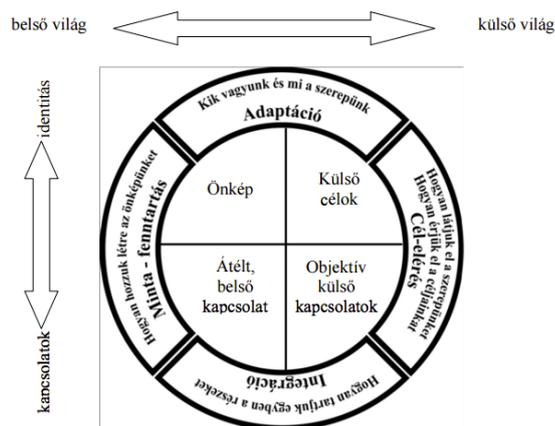 belső világ
külső világ
identitás
kapcsolatok
Kik vagyunk és mi a szerepünk
Adaptáció
Hogyan hozzuk létre az önképünket
Minta - fenntartás
Önkép
Külső
célok
Átélt,
belső
kapcsolat
Objektív
külső
kapcsolatok
Hogyan látjuk el a szerepünket
Hogyan érjük el a céljainkat
Cél-elérés
Integráció
Hogyan tartjuk egyben a részeket